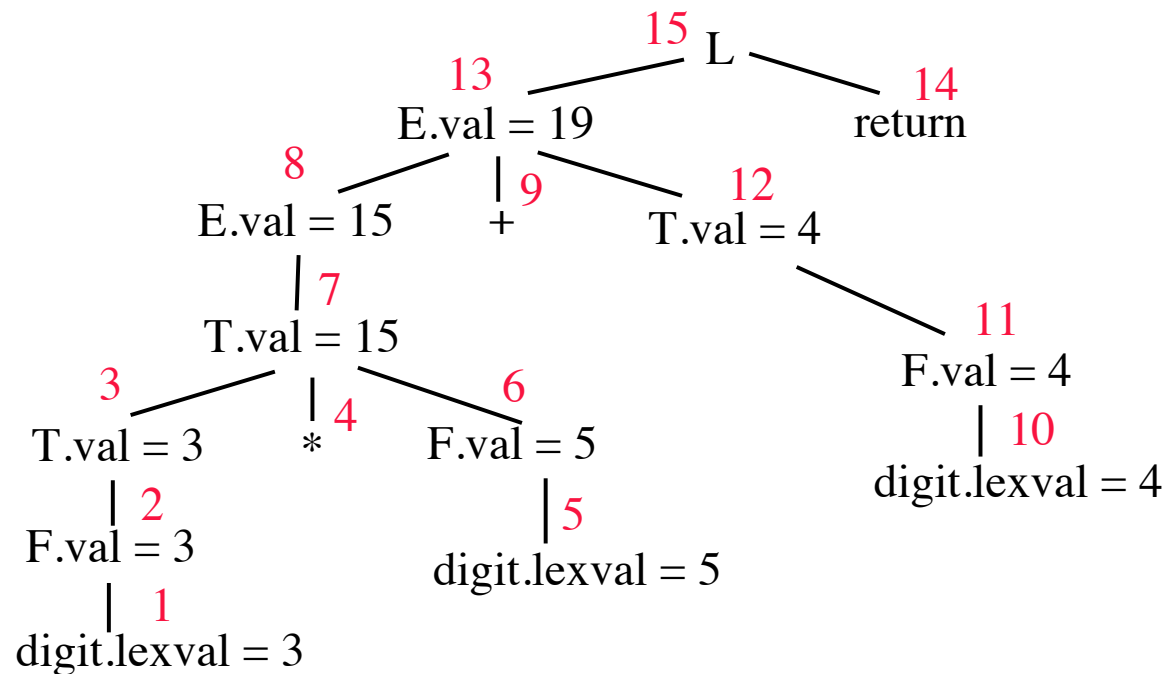 15 L
13 14
E.val = 19 return
8 9 12
E.val = 15 + T.val = 4
7 11
T.val = 15 F.val = 4
3 4 6 10
T.val = 3 * F.val = 5 digit.lexval = 4
2 5
F.val = 3 digit.lexval = 5
1
digit.lexval = 3